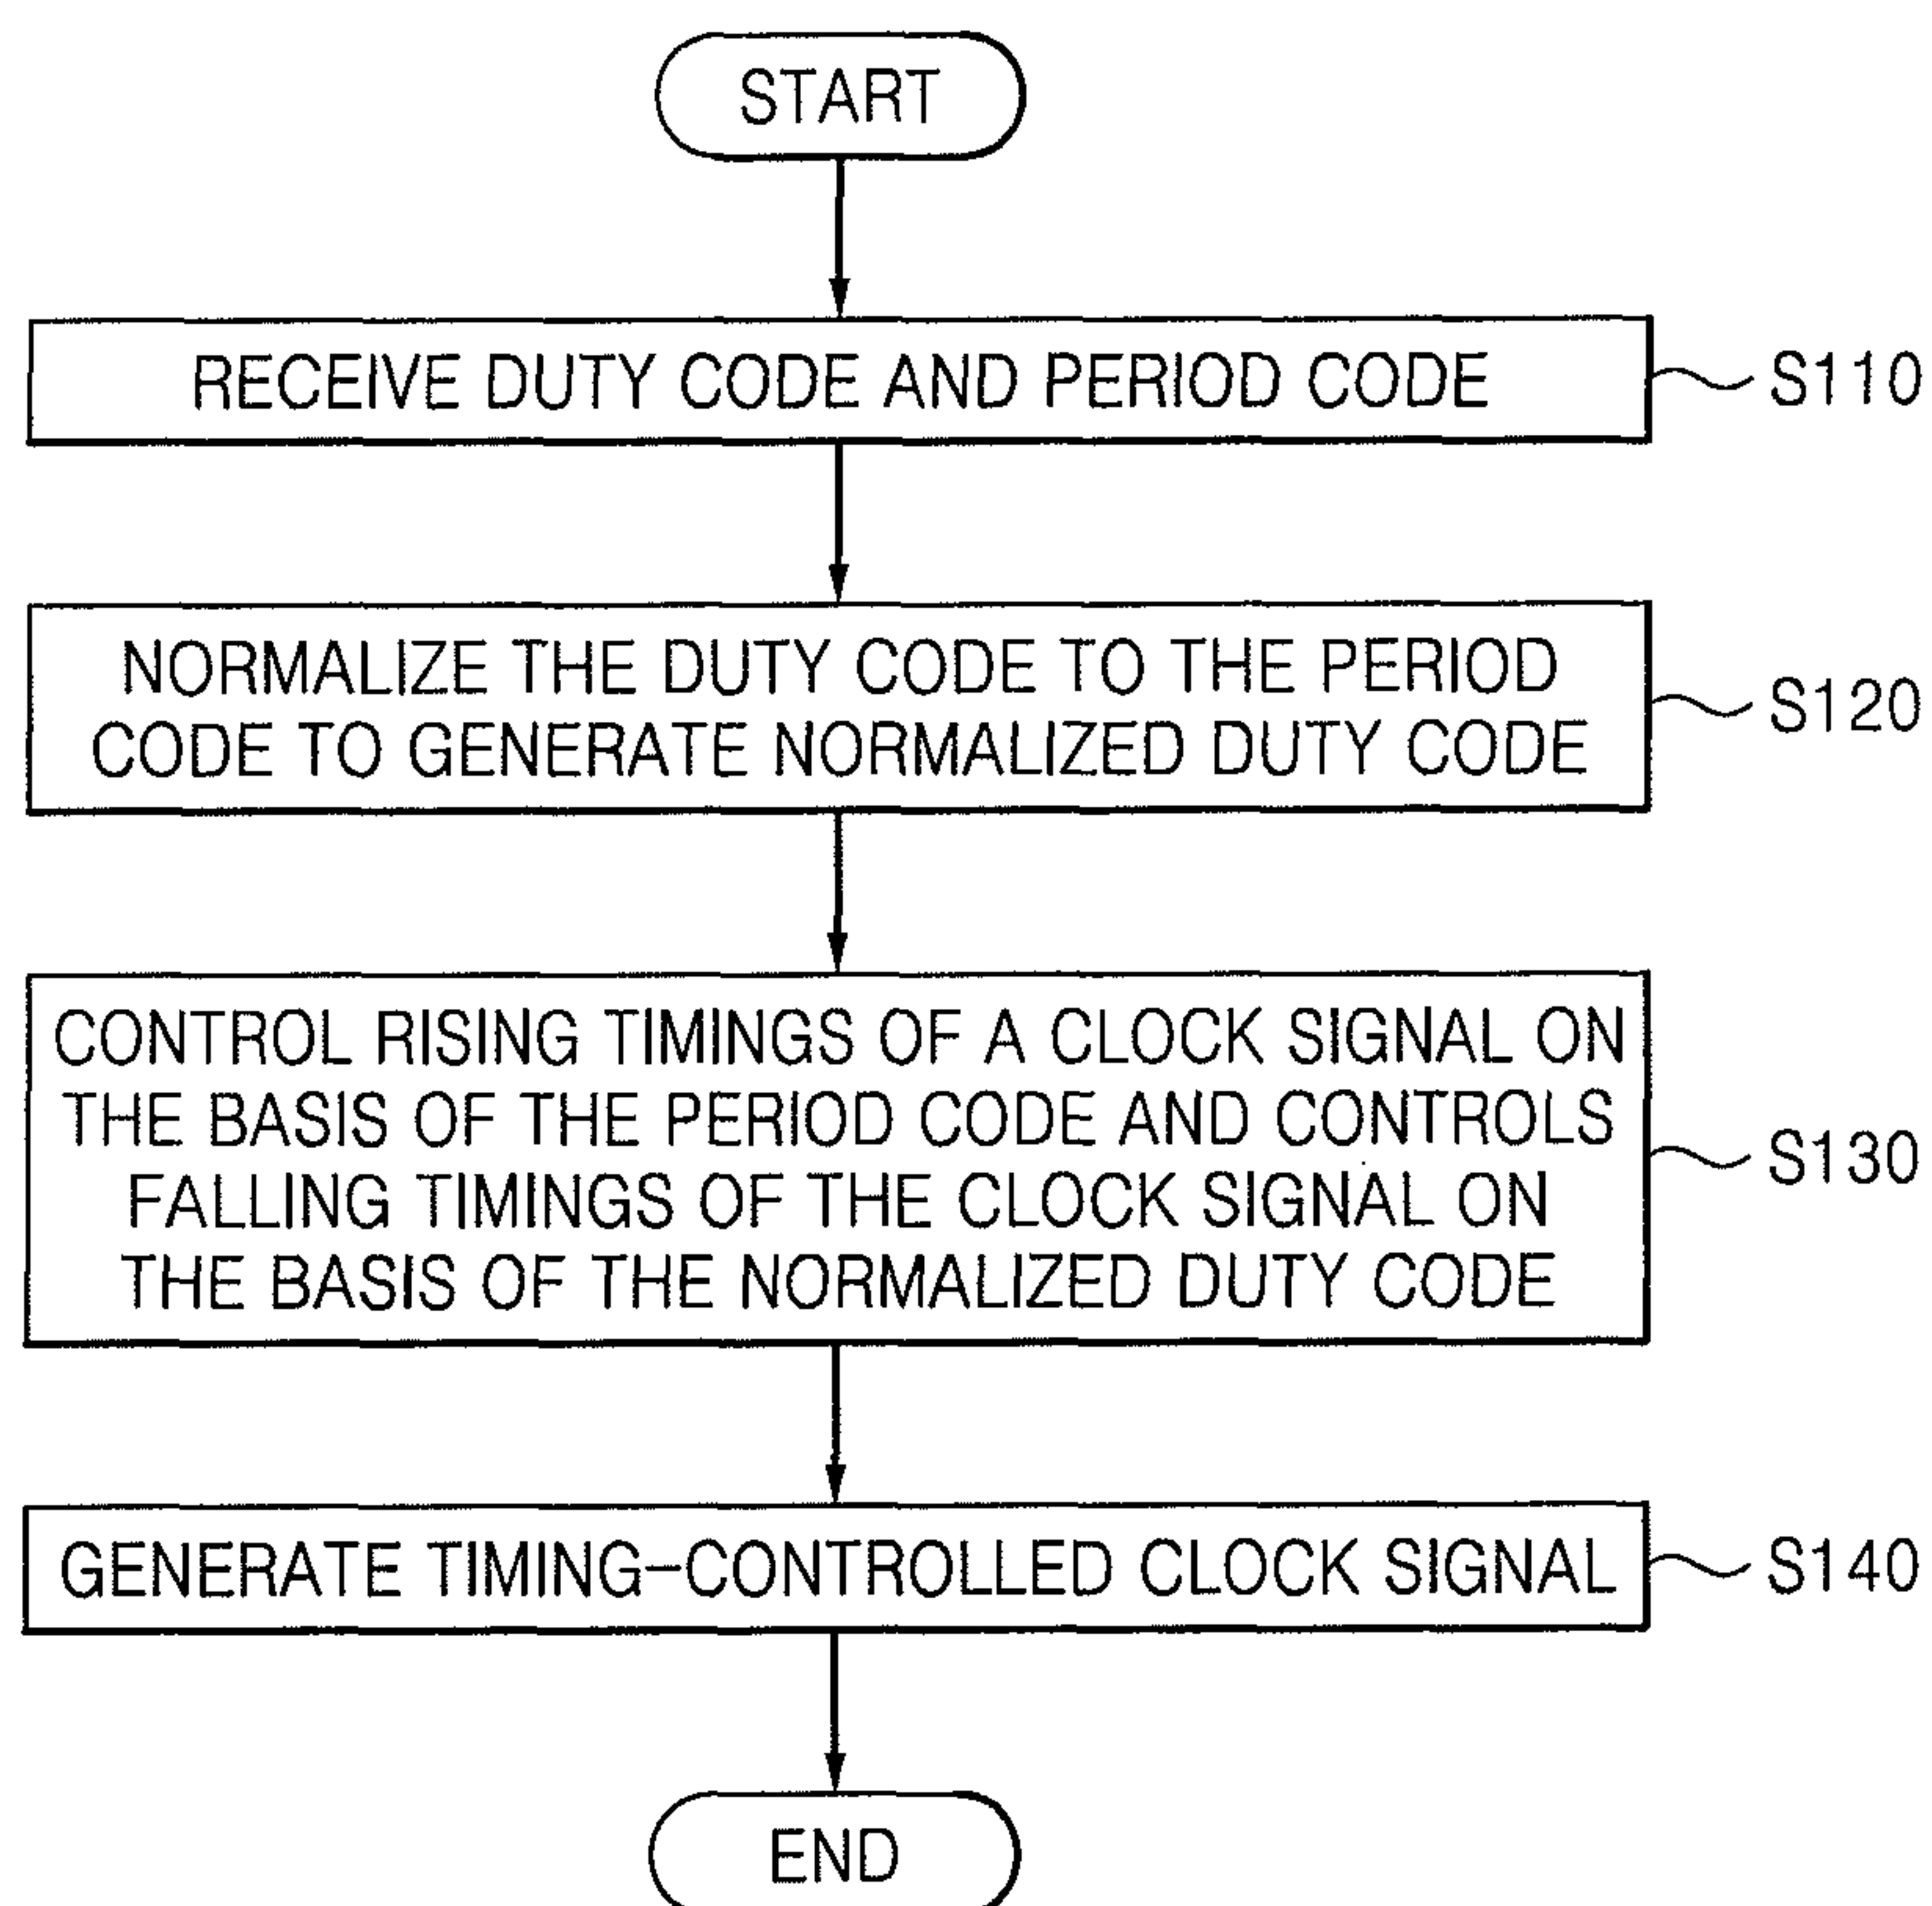 START
RECEIVE DUTY CODE AND PERIOD CODE
S110
NORMALIZE THE DUTY CODE TO THE PERIOD
CODE TO GENERATE NORMALIZED DUTY CODE
S120
CONTROL RISING TIMINGS OF A CLOCK SIGNAL ON
THE BASIS OF THE PERIOD CODE AND CONTROLS
FALLING TIMINGS OF THE CLOCK SIGNAL ON
THE BASIS OF THE NORMALIZED DUTY CODE
S130
GENERATE TIMING-CONTROLLED CLOCK SIGNAL
S140
END